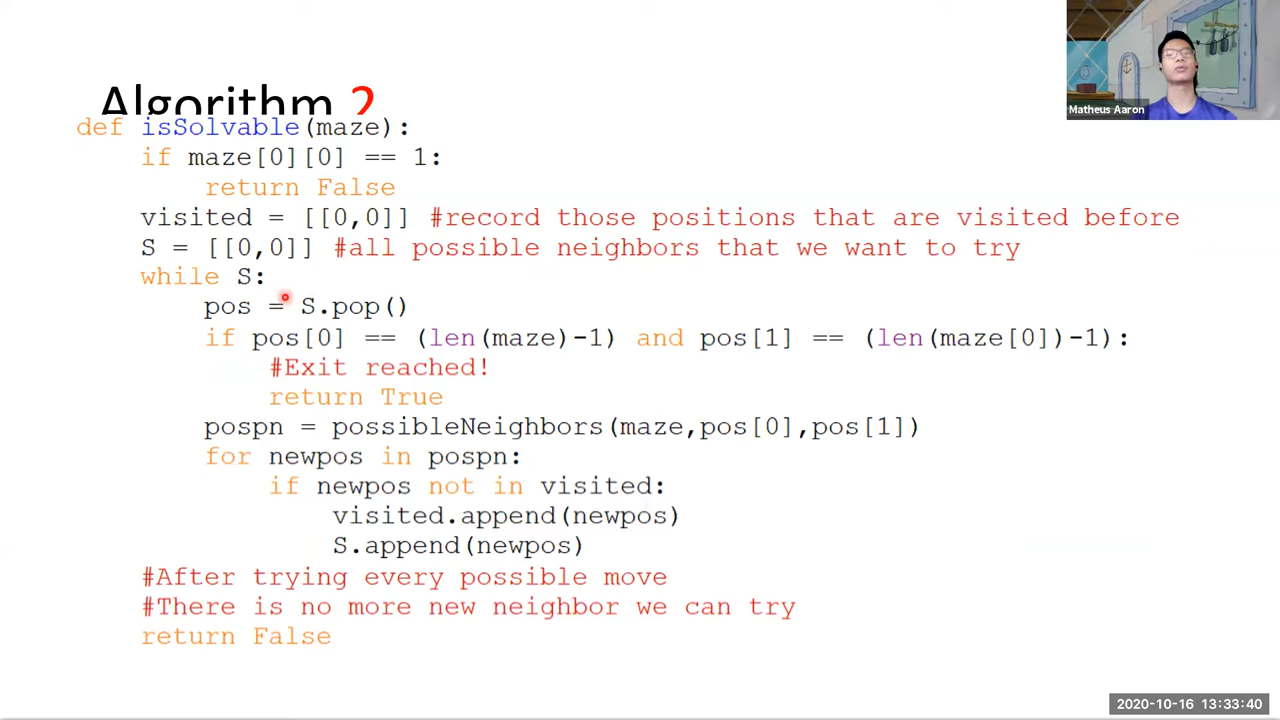 Algorithm 2
def isSolvable(maze):
if maze[0][0] == 1:
return False
visited = [[0,0]] #record those positions that are visited before
S = [[0,0]] #all possible neighbors that we want to try
while S:
pos = S.pop()
if pos[0] == (len(maze)-1) and pos[1] == (len(maze[0])-1):
#Exit reached!
return True
pospn = possibleNeighbors(maze,pos[0],pos[1])
for newpos in pospn:
if newpos not in visited:
visited.append(newpos)
S.append(newpos)
#After trying every possible move
#There is no more new neighbor we can try
return False
Matheus Aaron
2020-10-16 13:33:40